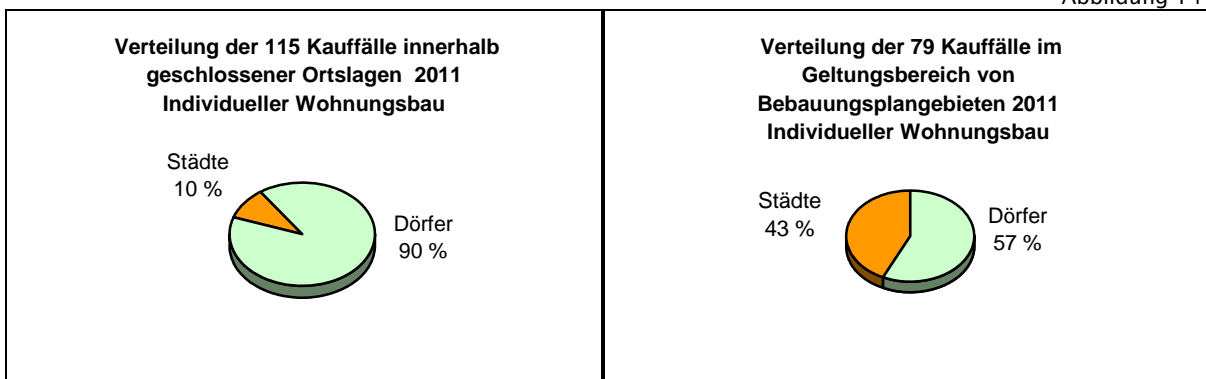 Verteilung der 115 Kauffälle innerhalb
geschlossener Ortslagen 2011
Individueller Wohnungsbau
Städte
10 %
Dörfer
90 %
Verteilung der 79 Kauffälle im
Geltungsbereich von
Bebauungsplangebieten 2011
Individueller Wohnungsbau
Städte
43 %
Dörfer
57 %